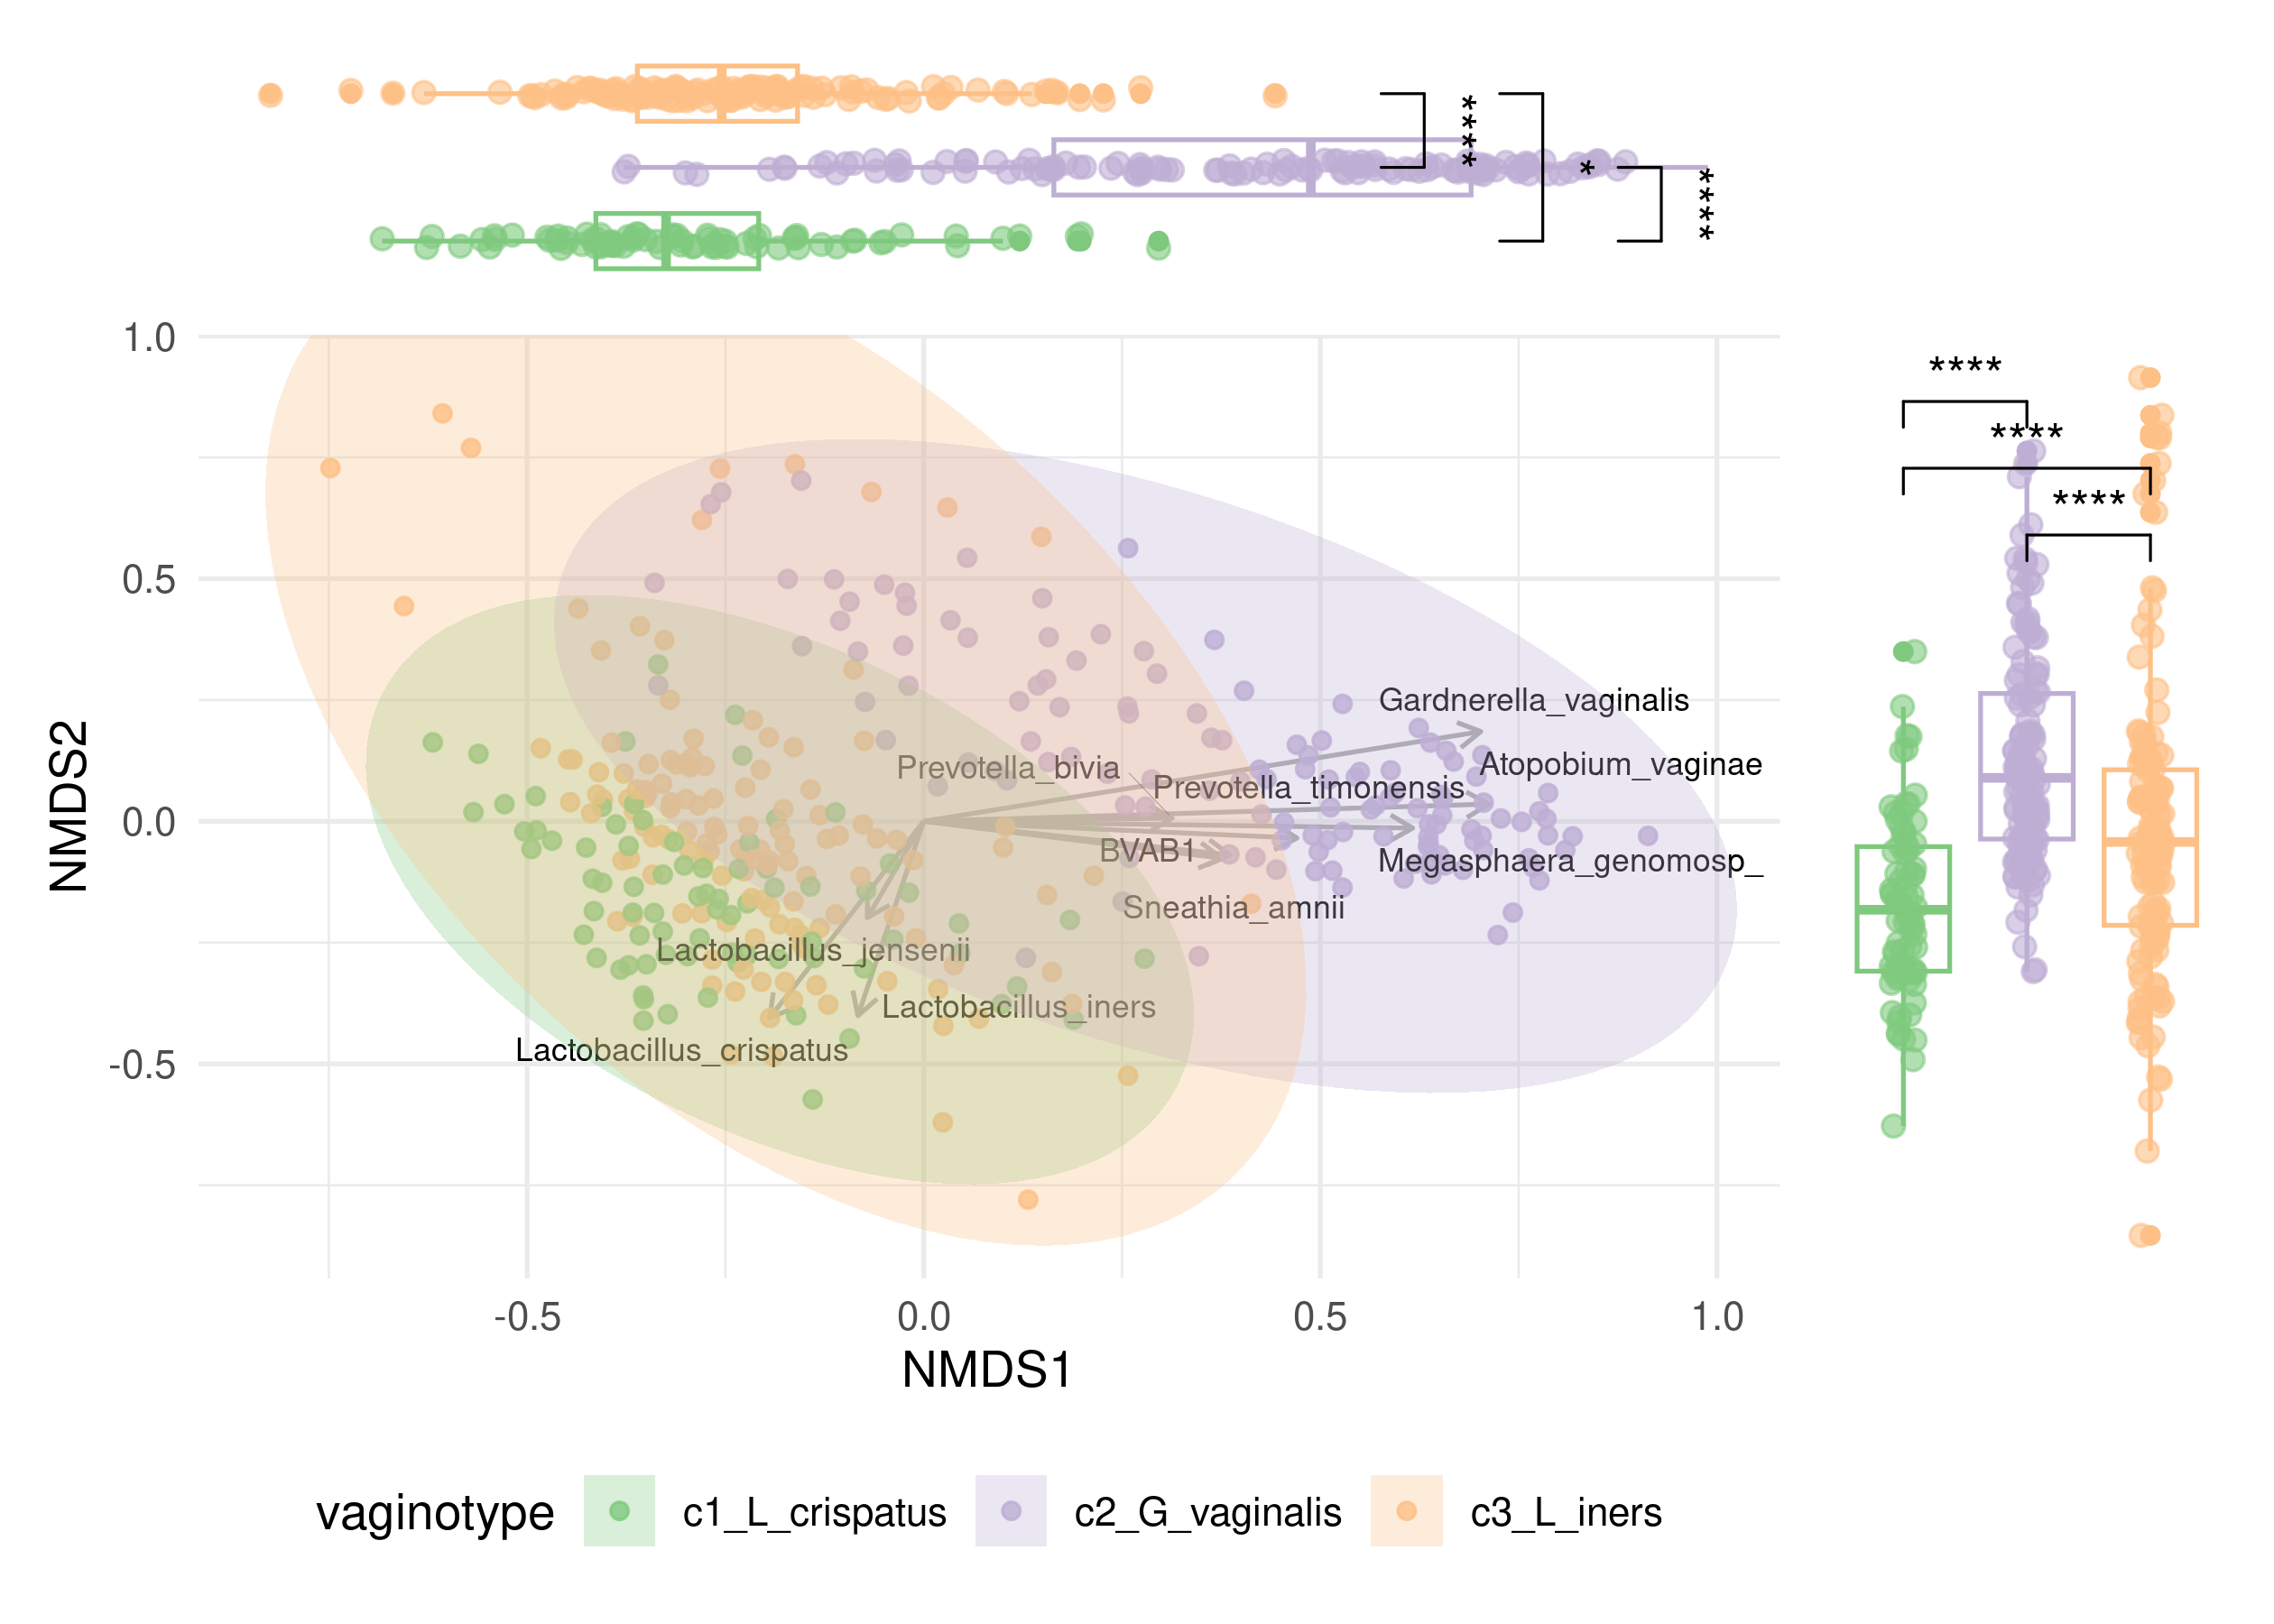 ****
*
****
1.0
0.5
0.0
-0.5
NMDS2
****
****
****
Gardnerella_vaginalis
Atopobium_vaginae
Prevotella_bivia
Prevotella_timonensis
BVAB1
Megasphaera_genomosp_
Sneathia_amnii
Lactobacillus_jensenii
Lactobacillus_iners
Lactobacillus_crispatus
-0.5 0.0 0.5 1.0
NMDS1
vaginotype c1_L_crispatus c2_G_vaginalis c3_L_iners